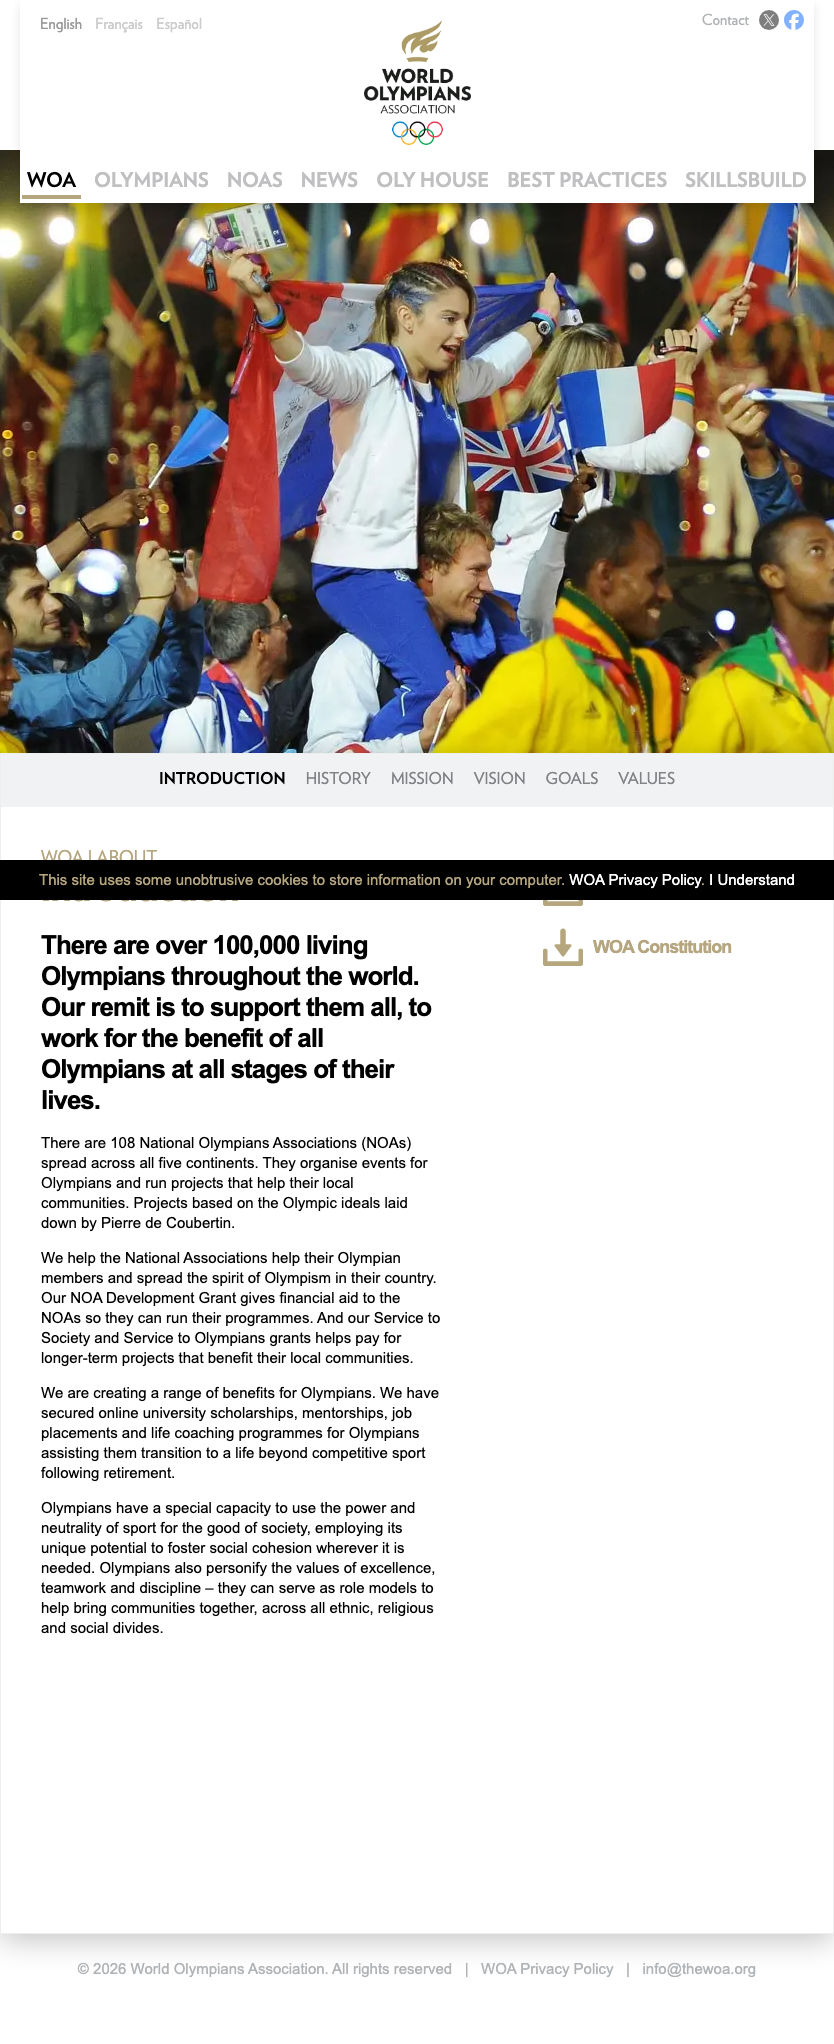 English Français Español
Contact
WORLD
OLYMPIANS
ASSOCIATION
WOA OLYMPIANS NOAS NEWS OLY HOUSE BEST PRACTICES SKILLSBUILD
INTRODUCTION HISTORY MISSION VISION GOALS VALUES
WOA | ABOUT
This site uses some unobtrusive cookies to store information on your computer. WOA Privacy Policy. I Understand
WOA Constitution
There are over 100,000 living
Olympians throughout the world.
Our remit is to support them all, to
work for the benefit of all
Olympians at all stages of their
lives.
There are 108 National Olympians Associations (NOAs)
spread across all five continents. They organise events for
Olympians and run projects that help their local
communities. Projects based on the Olympic ideals laid
down by Pierre de Coubertin.
We help the National Associations help their Olympian
members and spread the spirit of Olympism in their country.
Our NOA Development Grant gives financial aid to the
NOAs so they can run their programmes. And our Service to
Society and Service to Olympians grants helps pay for
longer-term projects that benefit their local communities.
We are creating a range of benefits for Olympians. We have
secured online university scholarships, mentorships, job
placements and life coaching programmes for Olympians
assisting them transition to a life beyond competitive sport
following retirement.
Olympians have a special capacity to use the power and
neutrality of sport for the good of society, employing its
unique potential to foster social cohesion wherever it is
needed. Olympians also personify the values of excellence,
teamwork and discipline – they can serve as role models to
help bring communities together, across all ethnic, religious
and social divides.
© 2026 World Olympians Association. All rights reserved | WOA Privacy Policy | info@thewoa.org